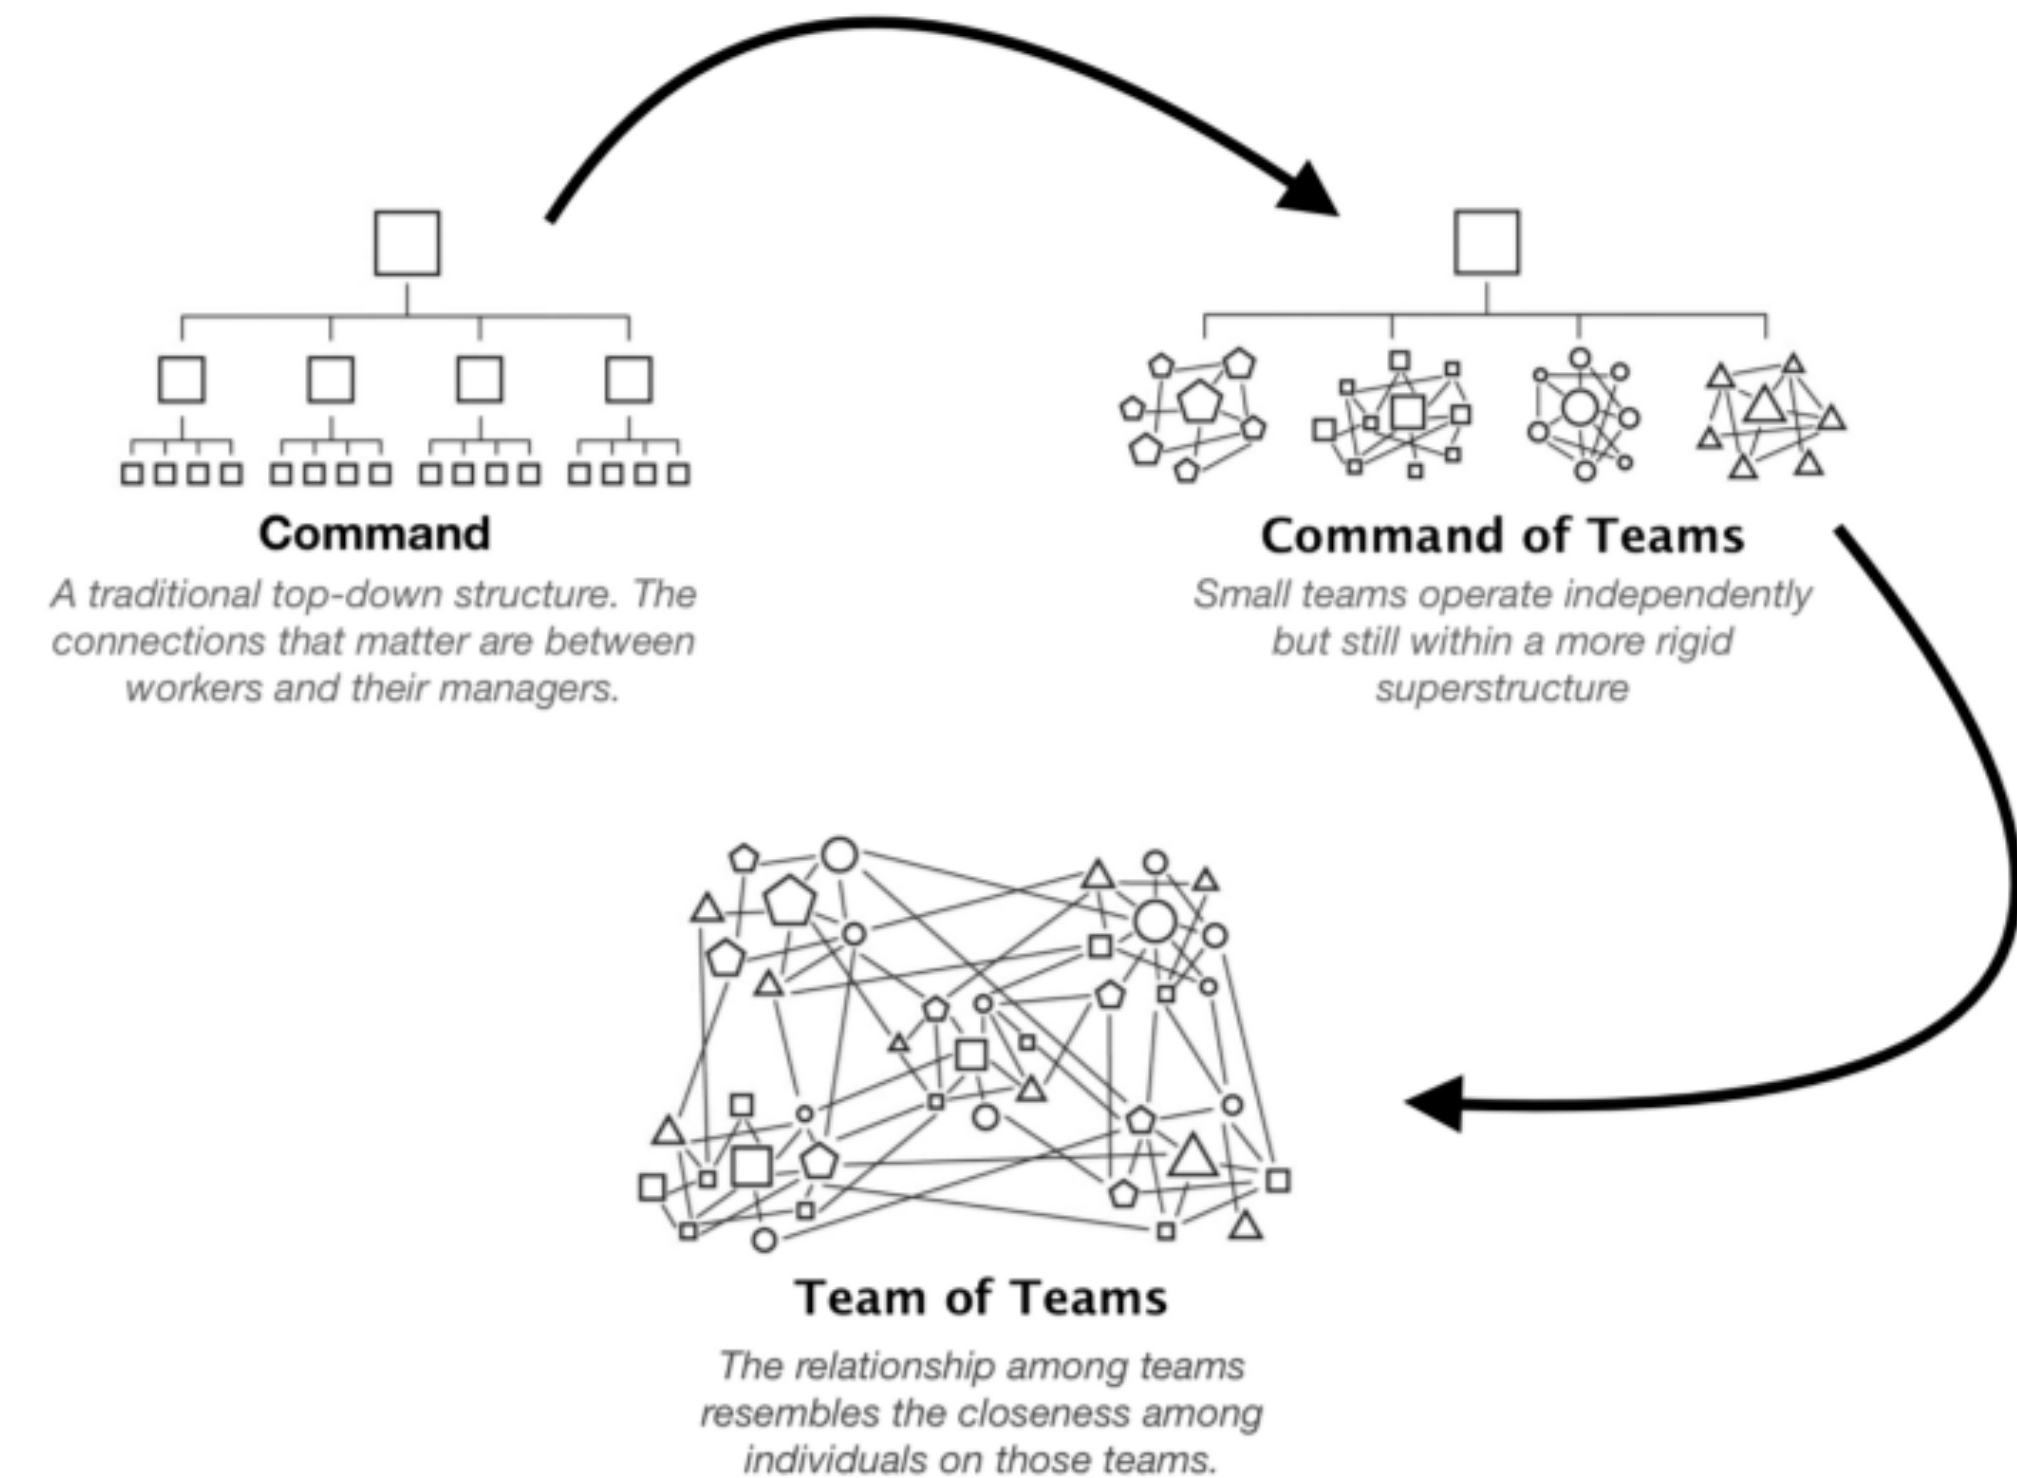 Command
A traditional top-down structure. The
connections that matter are between
workers and their managers.
Command of Teams
Small teams operate independently
but still within a more rigid
superstructure
Team of Teams
The relationship among teams
resembles the closeness among
individuals on those teams.